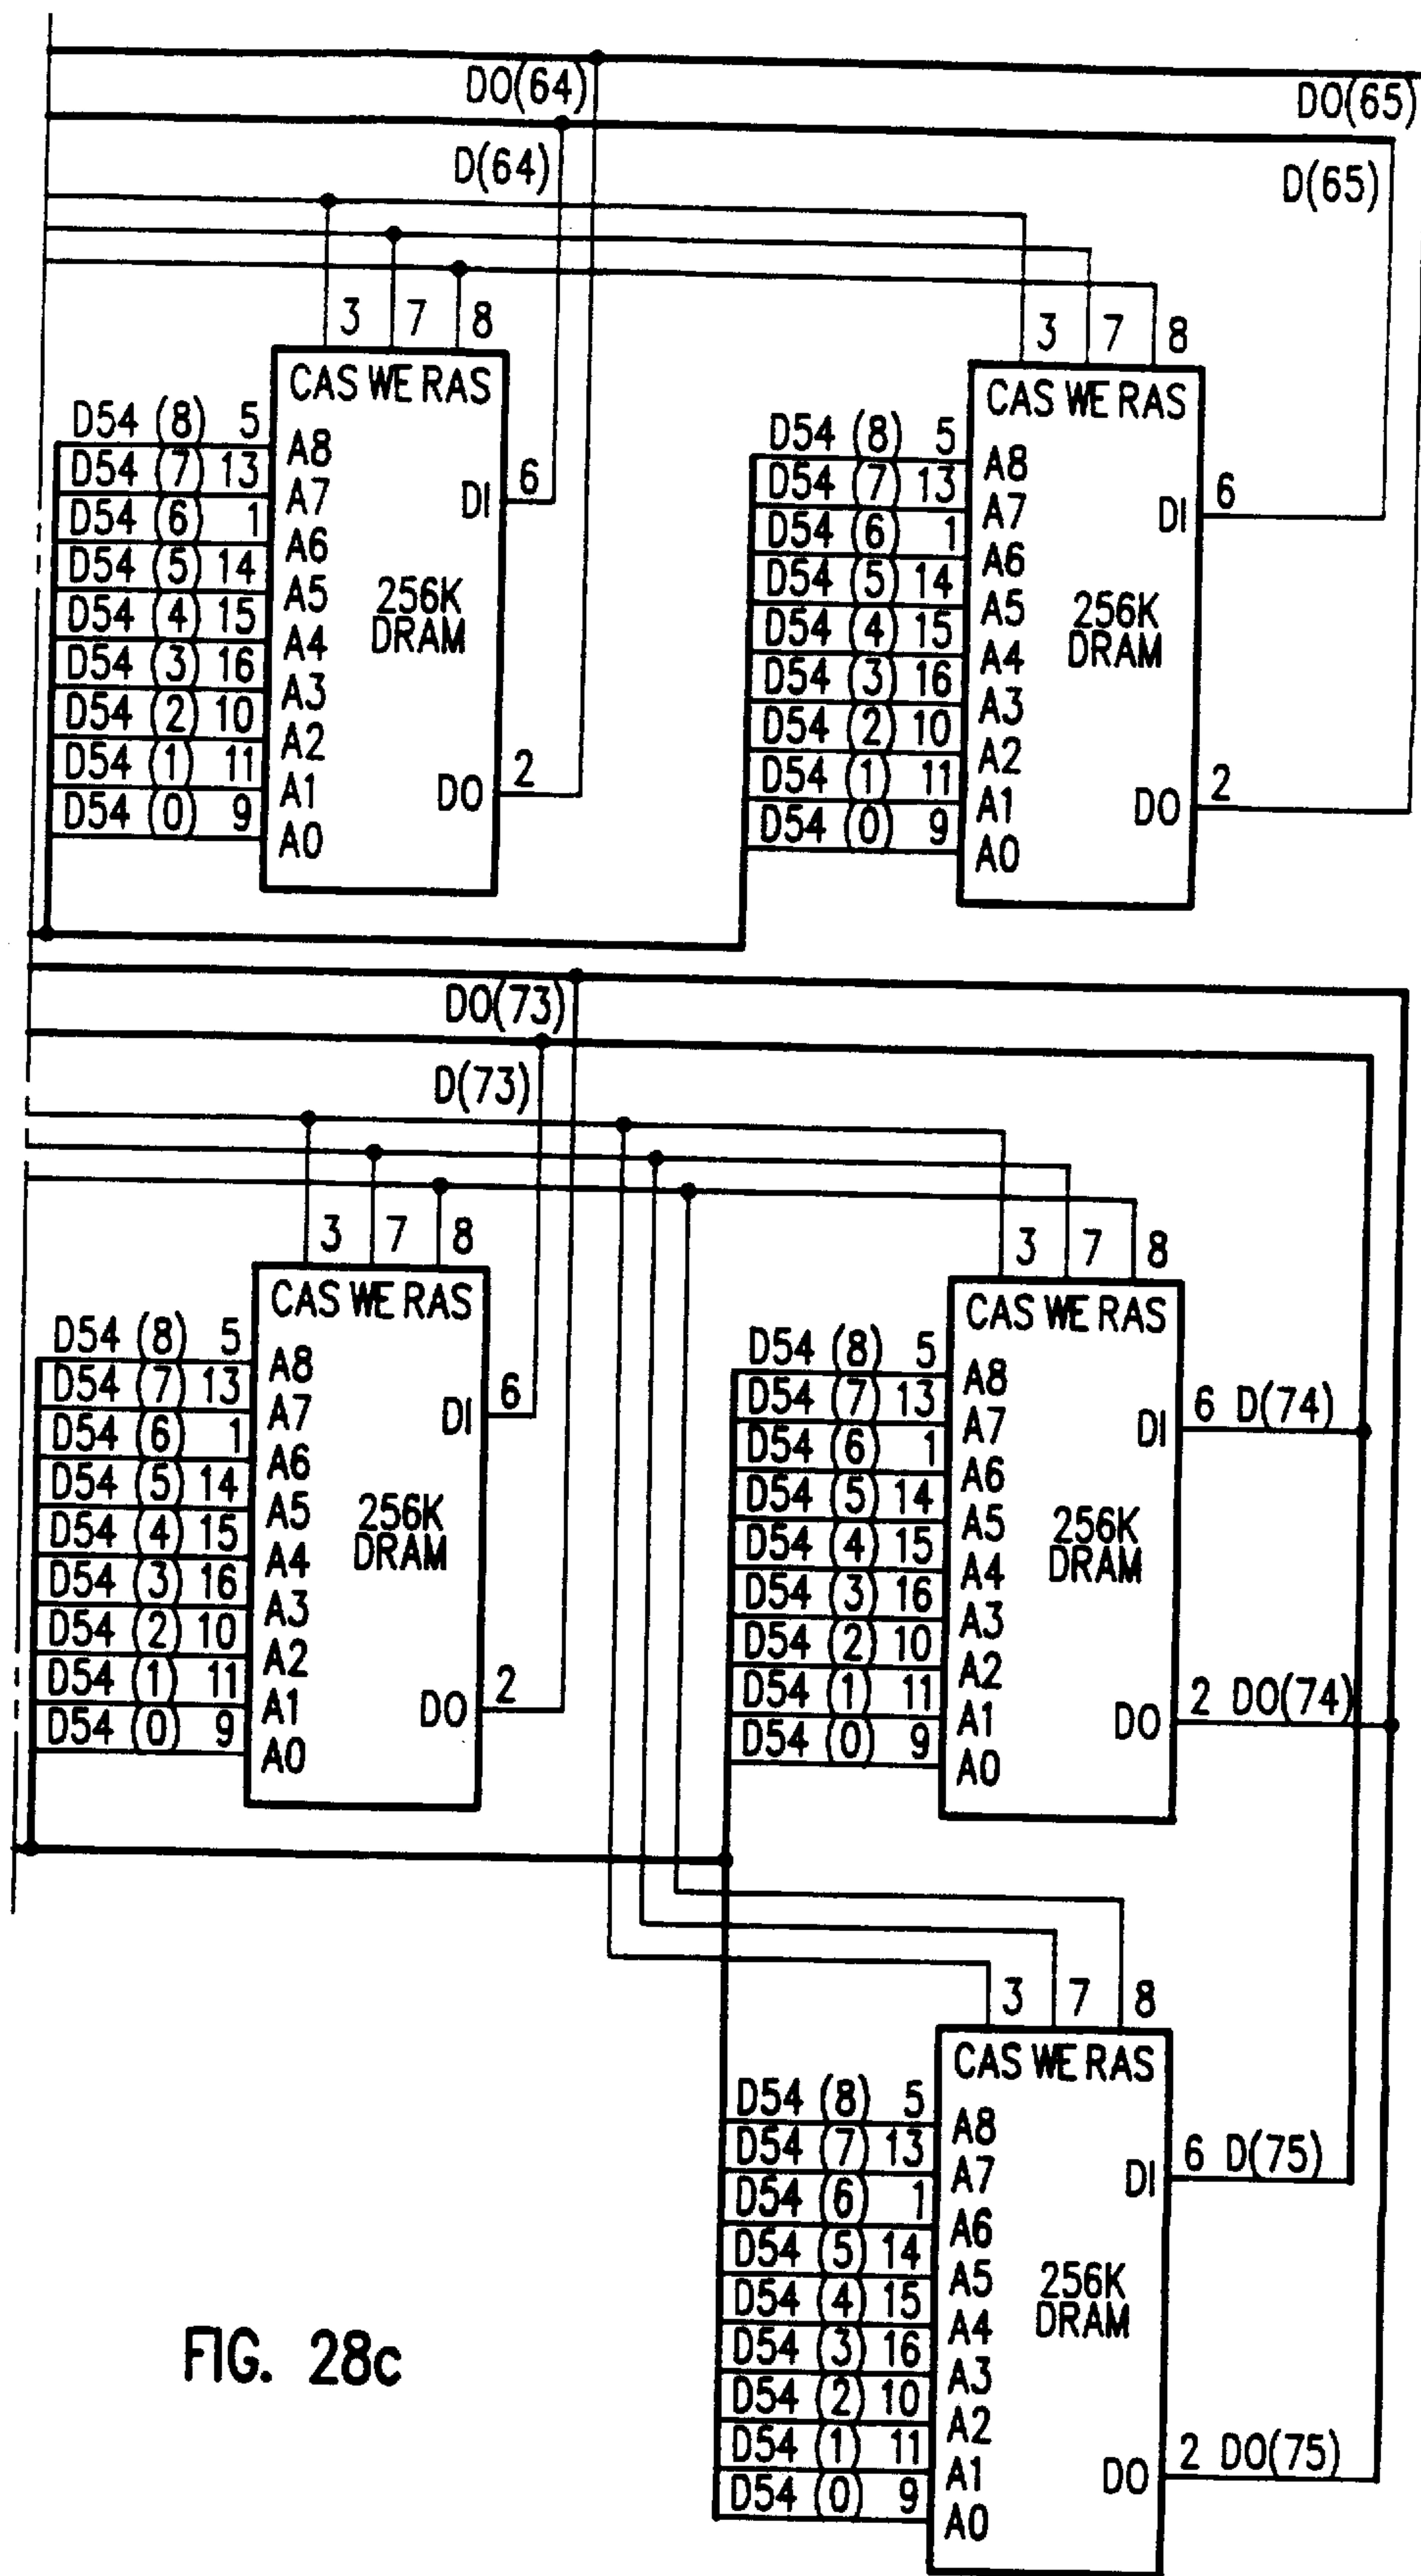 DO(64)
DO(65)
D(64)
D(65)
3 7 8
CAS WE RAS
D54 (8) 5 A8
D54 (7) 13 A7
D54 (6) 1 A6
D54 (5) 14 A5
D54 (4) 15 A4
D54 (3) 16 A3
D54 (2) 10 A2
D54 (1) 11 A1
D54 (0) 9 A0
DI 6
256K
DRAM
DO 2
3 7 8
CAS WE RAS
D54 (8) 5 A8
D54 (7) 13 A7
D54 (6) 1 A6
D54 (5) 14 A5
D54 (4) 15 A4
D54 (3) 16 A3
D54 (2) 10 A2
D54 (1) 11 A1
D54 (0) 9 A0
DI 6
256K
DRAM
DO 2
DO(73)
D(73)
3 7 8
CAS WE RAS
D54 (8) 5 A8
D54 (7) 13 A7
D54 (6) 1 A6
D54 (5) 14 A5
D54 (4) 15 A4
D54 (3) 16 A3
D54 (2) 10 A2
D54 (1) 11 A1
D54 (0) 9 A0
DI 6
256K
DRAM
DO 2
3 7 8
CAS WE RAS
D54 (8) 5 A8
D54 (7) 13 A7
D54 (6) 1 A6
D54 (5) 14 A5
D54 (4) 15 A4
D54 (3) 16 A3
D54 (2) 10 A2
D54 (1) 11 A1
D54 (0) 9 A0
DI 6 D(74)
256K
DRAM
DO 2 DO(74)
3 7 8
CAS WE RAS
D54 (8) 5 A8
D54 (7) 13 A7
D54 (6) 1 A6
D54 (5) 14 A5
D54 (4) 15 A4
D54 (3) 16 A3
D54 (2) 10 A2
D54 (1) 11 A1
D54 (0) 9 A0
DI 6 D(75)
256K
DRAM
DO 2 DO(75)
FIG. 28c